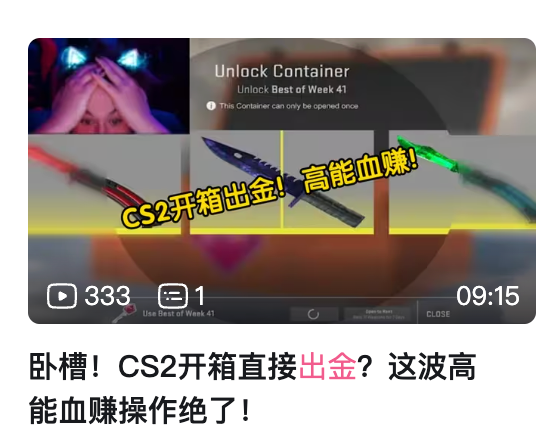 Unlock Container
Unlock Best of Week 41
This Container can only be opened once
CS2开箱出金！高能血赚！
333
1
09:15
Use Best of Week 41
CLOSE
卧槽！CS2开箱直接出金？这波高
能血赚操作绝了！